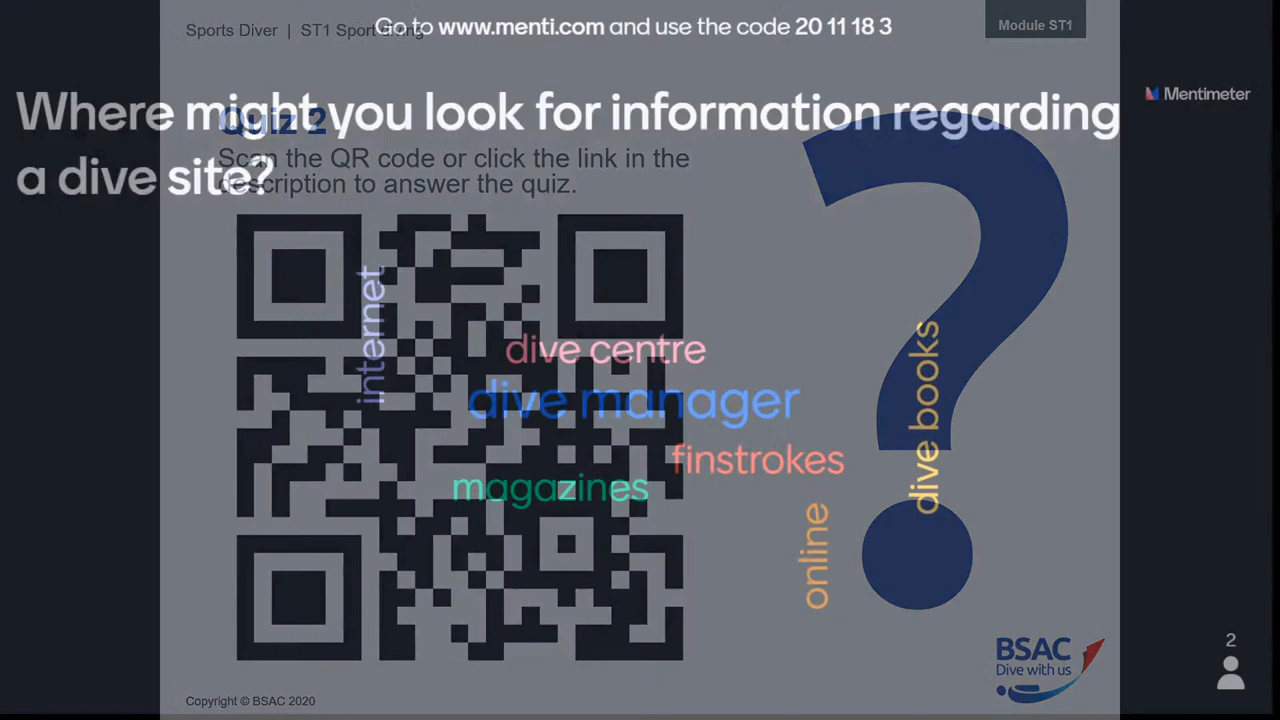 Go to www.menti.com and use the code 20 11 18 3
Sports Diver | ST1 Sport Diving
Module ST1
Mentimeter
Where might you look for information regarding
a dive site?
Quiz 2
Scan the QR code or click the link in the
description to answer the quiz.
internet
dive centre
dive manager
dive books
finstrokes
magazines
online
BSAC
Dive with us
2
Copyright © BSAC 2020